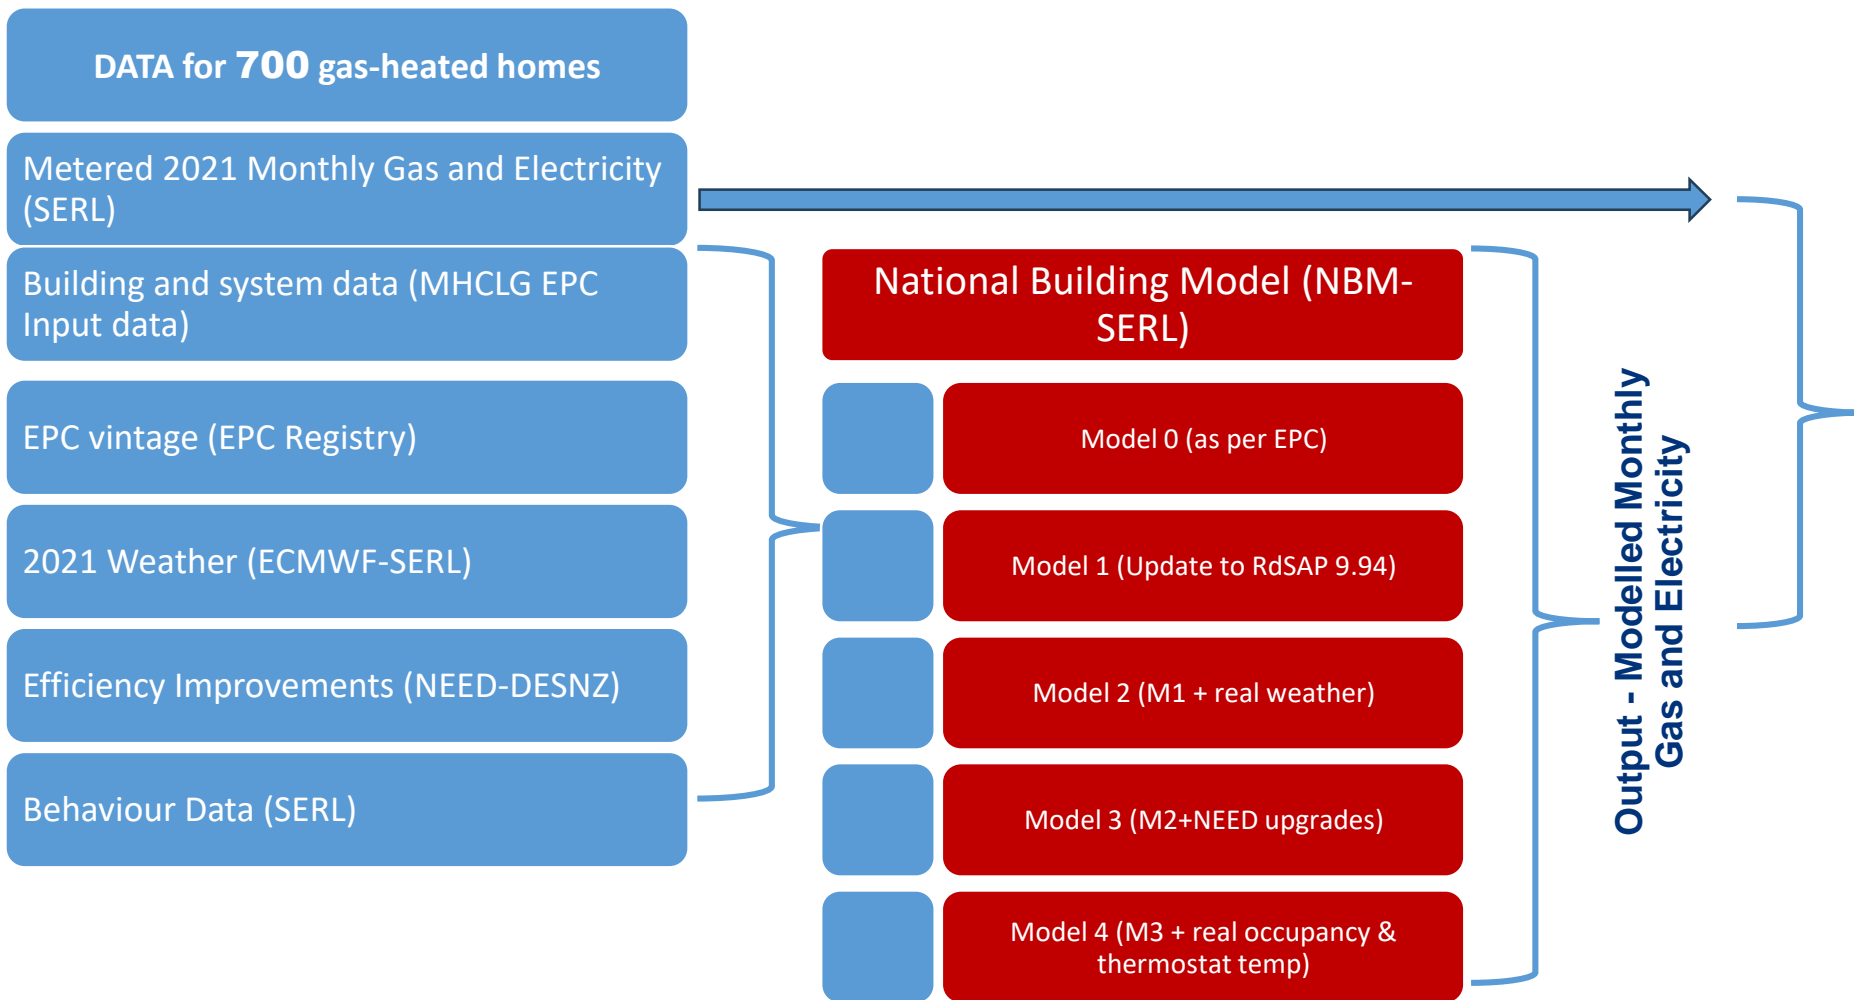 DATA for 700 gas-heated homes
Metered 2021 Monthly Gas and Electricity
(SERL)
Building and system data (MHCLG EPC
Input data)
EPC vintage (EPC Registry)
2021 Weather (ECMWF-SERL)
Efficiency Improvements (NEED-DESNZ)
Behaviour Data (SERL)
National Building Model (NBM-
SERL)
Model 0 (as per EPC)
Model 1 (Update to RdSAP 9.94)
Model 2 (M1 + real weather)
Model 3 (M2+NEED upgrades)
Model 4 (M3 + real occupancy &
thermostat temp)
Output - Modelled Monthly
Gas and Electricity